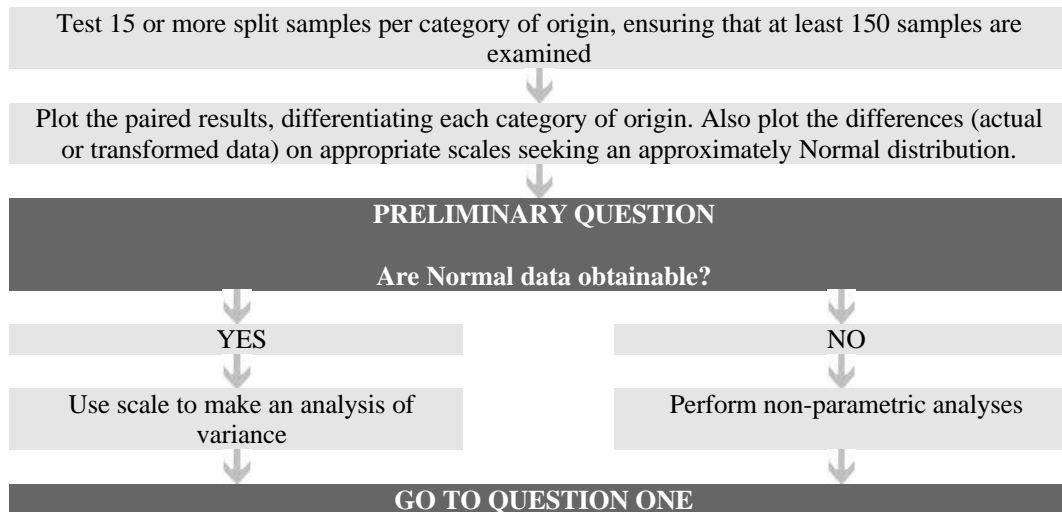 Test 15 or more split samples per category of origin, ensuring that at least 150 samples are
examined
Plot the paired results, differentiating each category of origin. Also plot the differences (actual
or transformed data) on appropriate scales seeking an approximately Normal distribution.
PRELIMINARY QUESTION
Are Normal data obtainable?
YES
NO
Use scale to make an analysis of
variance
Perform non-parametric analyses
GO TO QUESTION ONE